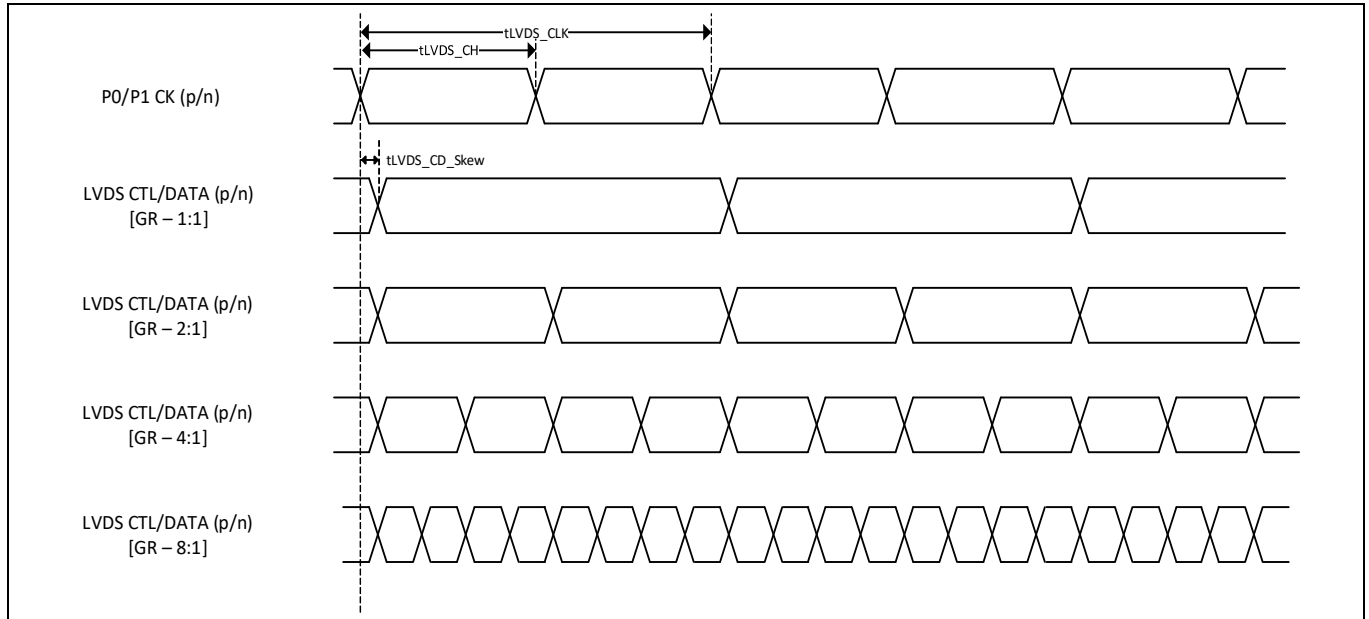 tLVDS_CLK
tLVDS_CH
P0/P1 CK (p/n)
tLVDS_CD_Skew
LVDS CTL/DATA (p/n)
[GR – 1:1]
LVDS CTL/DATA (p/n)
[GR – 2:1]
LVDS CTL/DATA (p/n)
[GR – 4:1]
LVDS CTL/DATA (p/n)
[GR – 8:1]